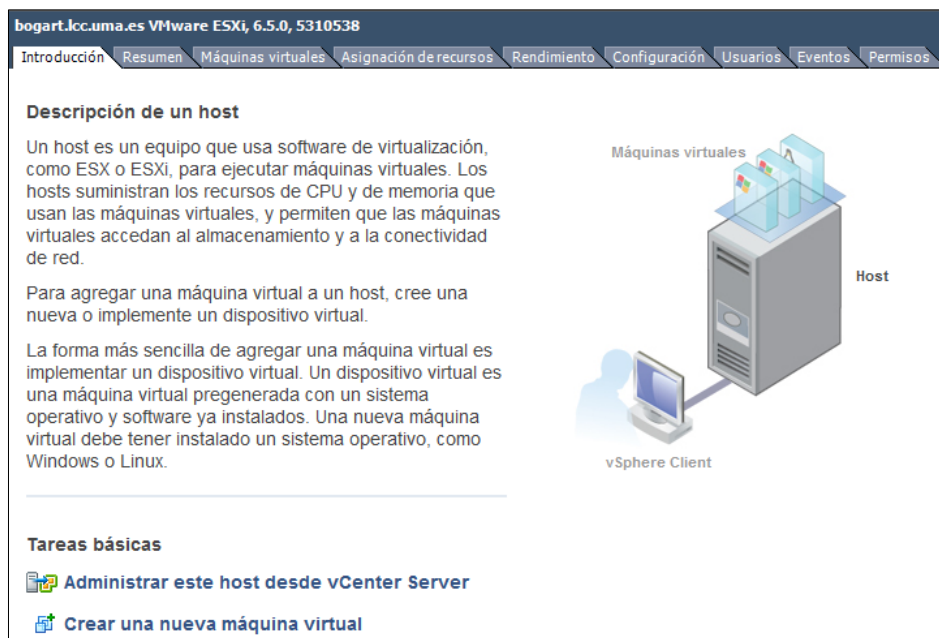 bogart.lcc.uma.es VMware ESXi, 6.5.0, 5310538
Introducción Resumen Máquinas virtuales Asignación de recursos Rendimiento Configuración Usuarios Eventos Permisos
Descripción de un host
Un host es un equipo que usa software de virtualización,
como ESX o ESXi, para ejecutar máquinas virtuales. Los
hosts suministran los recursos de CPU y de memoria que
usan las máquinas virtuales, y permiten que las máquinas
virtuales accedan al almacenamiento y a la conectividad
de red.
Para agregar una máquina virtual a un host, cree una
nueva o implemente un dispositivo virtual.
La forma más sencilla de agregar una máquina virtual es
implementar un dispositivo virtual. Un dispositivo virtual es
una máquina virtual pregenerada con un sistema
operativo y software ya instalados. Una nueva máquina
virtual debe tener instalado un sistema operativo, como
Windows o Linux.
Máquinas virtuales
Host
vSphere Client
Tareas básicas
Administrar este host desde vCenter Server
Crear una nueva máquina virtual